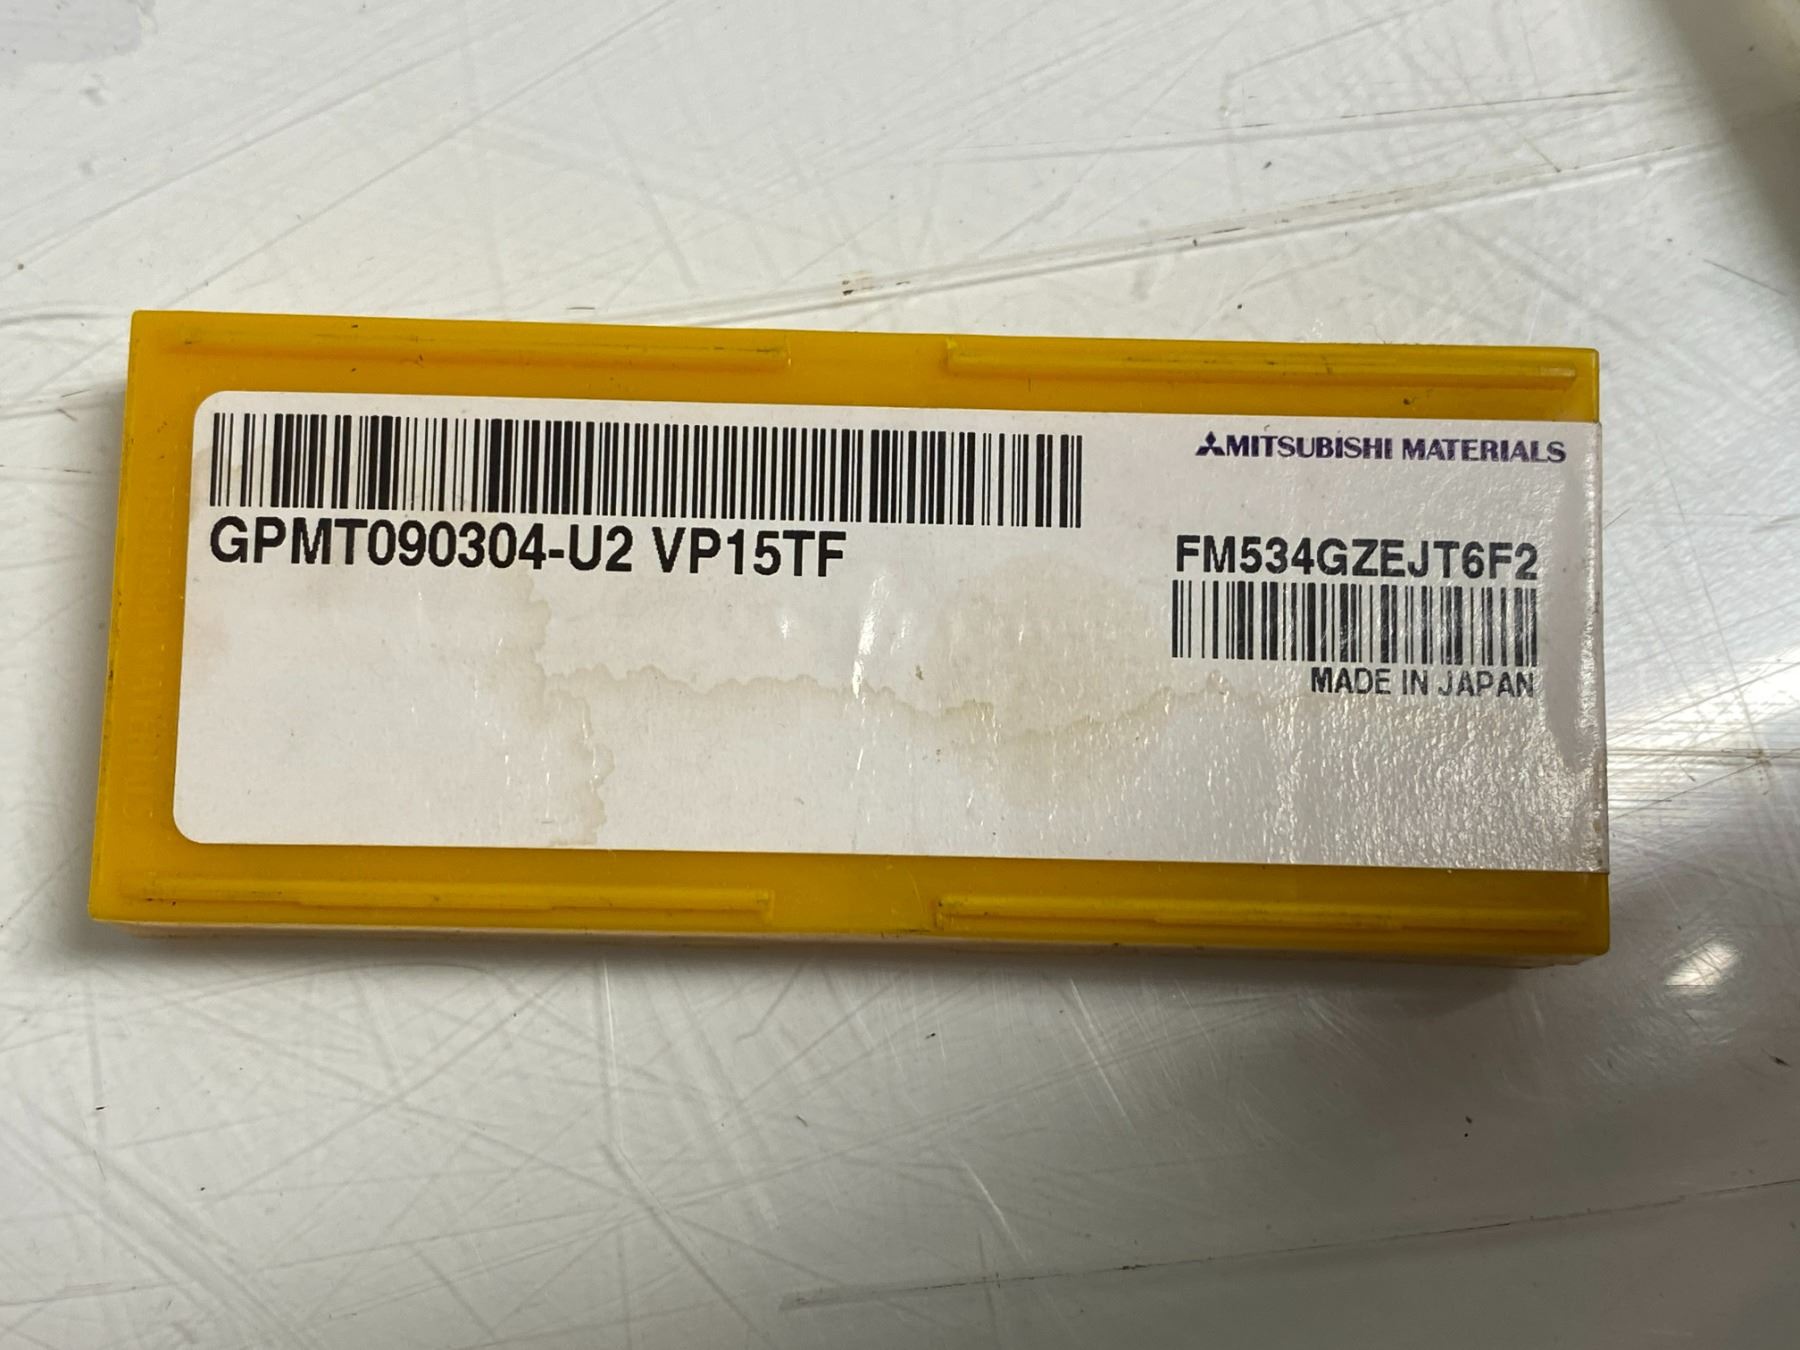 MITSUBISHI MATERIALS
GPMT090304-U2 VP15TF
FM534GZEJT6F2
MADE IN JAPAN